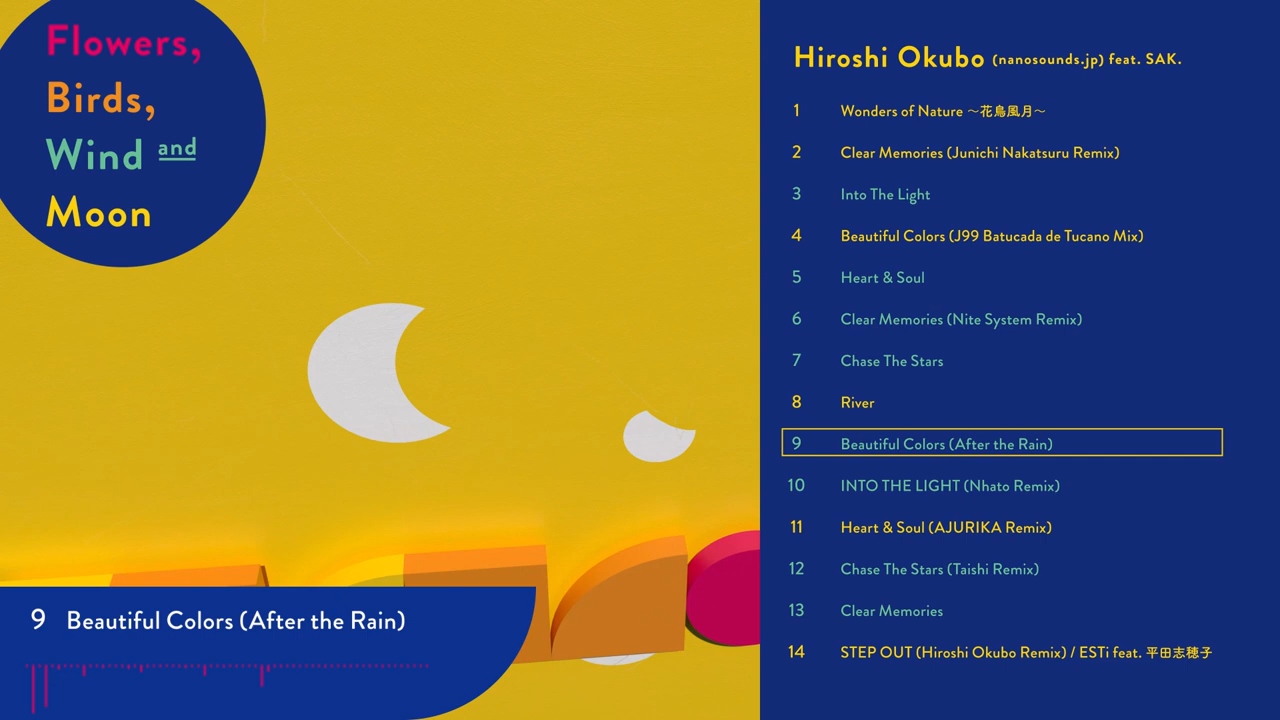 Flowers,
Birds,
Wind and
Moon
9 Beautiful Colors (After the Rain)
Hiroshi Okubo (nanosounds.jp) feat. SAK.
1 Wonders of Nature ～花鳥風月～
2 Clear Memories (Junichi Nakatsuru Remix)
3 Into The Light
4 Beautiful Colors (J99 Batucada de Tucano Mix)
5 Heart & Soul
6 Clear Memories (Nite System Remix)
7 Chase The Stars
8 River
9 Beautiful Colors (After the Rain)
10 INTO THE LIGHT (Nhato Remix)
11 Heart & Soul (AJURIKA Remix)
12 Chase The Stars (Taishi Remix)
13 Clear Memories
14 STEP OUT (Hiroshi Okubo Remix) / ESTi feat. 平田志穂子